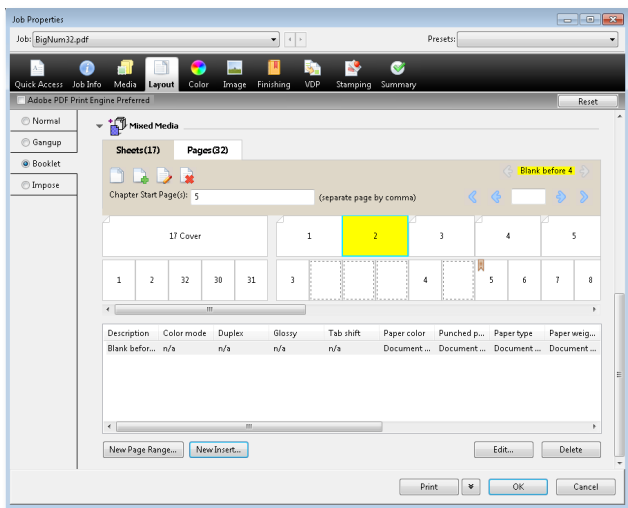 Job Properties
Job: BigNum32.pdf
Presets:
Quick Access Job Info Media Layout Color Image Finishing VDP Stamping Summary
Adobe PDF Print Engine Preferred
Reset
Normal
Gangup
Booklet
Impose
Mixed Media
Sheets(17) Pages(32)
Blank before 4
Chapter Start Page(s): 5 (separate page by comma)
17 Cover 1 2 3 4 5
1 2 32 30 31 3 4 5 6 7 8
Description Color mode Duplex Glossy Tab shift Paper color Punched p... Paper type Paper weig...
Blank befor... n/a n/a n/a n/a Document ... Document ... Document ... Document ...
New Page Range... New Insert... Edit... Delete
Print OK Cancel